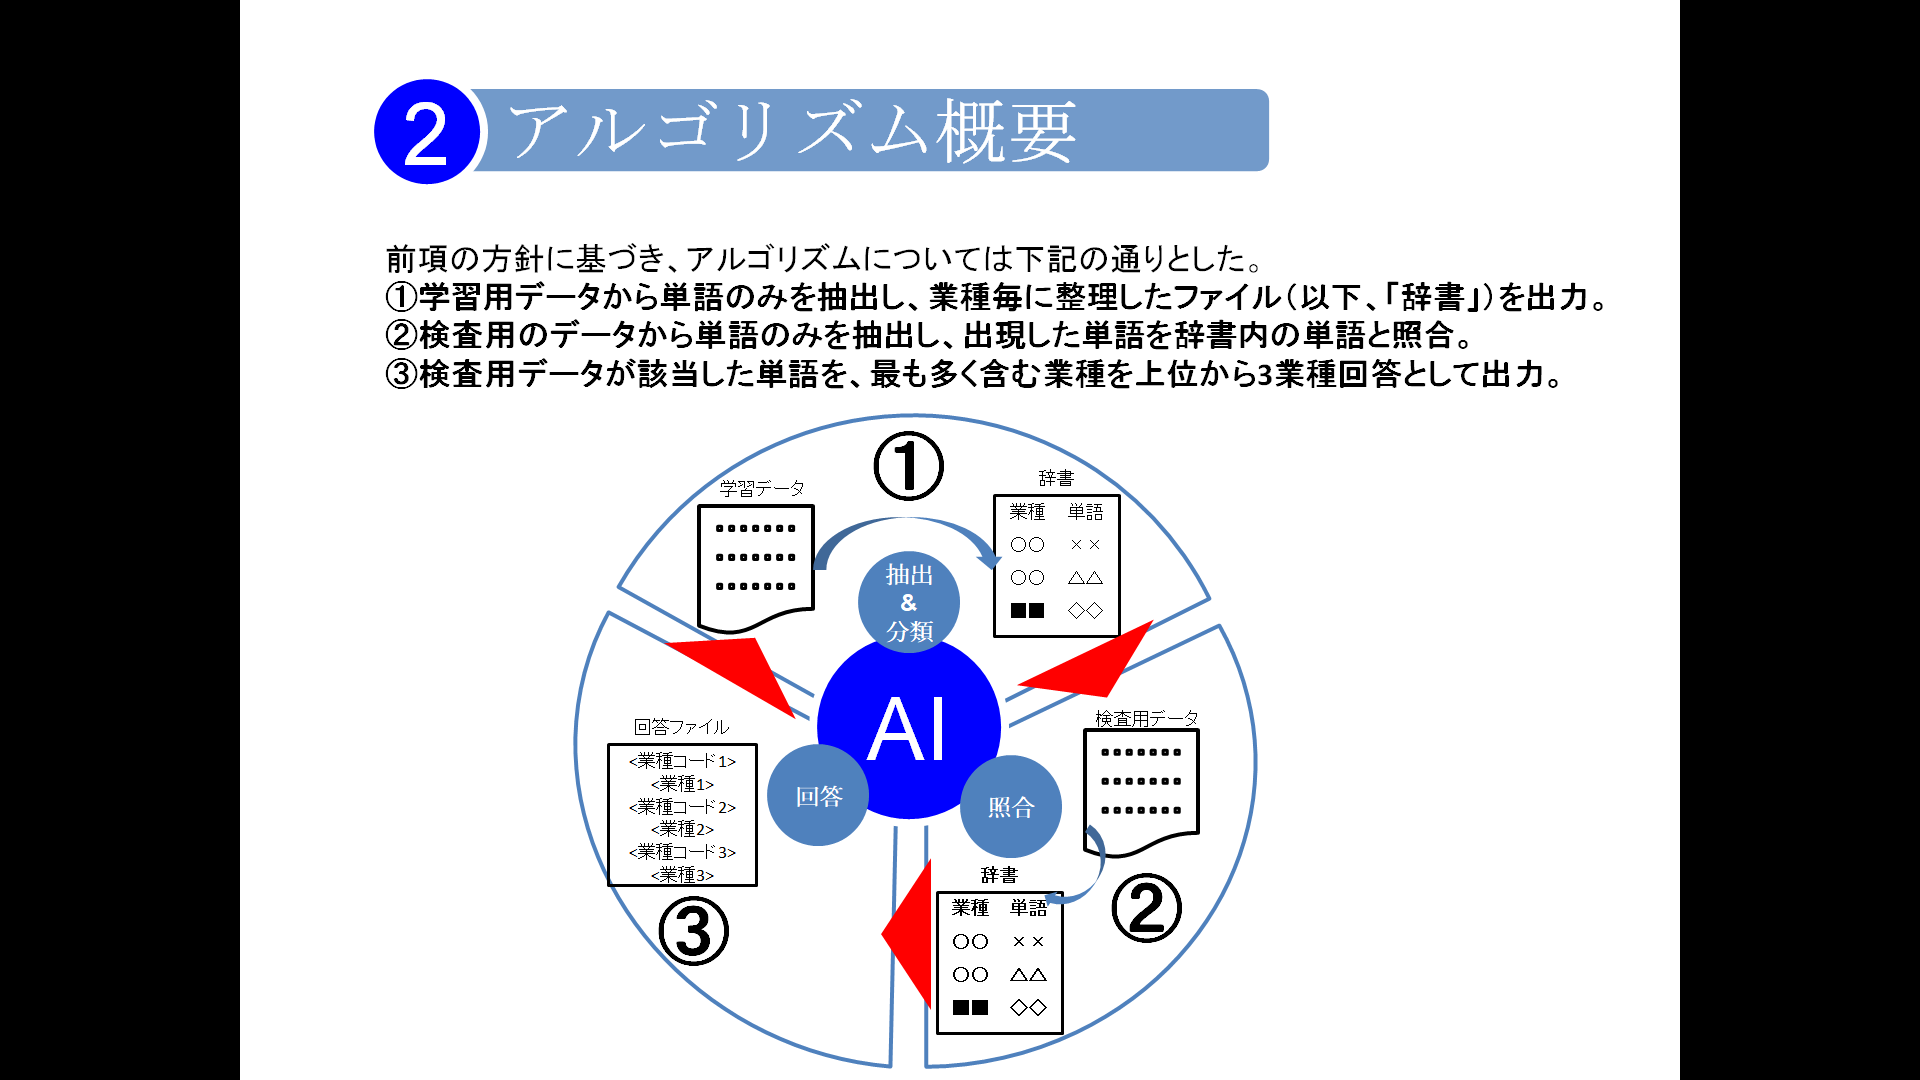 2 アルゴリズム概要
前項の方針に基づき、アルゴリズムについては下記の通りとした。
①学習用データから単語のみを抽出し、業種毎に整理したファイル（以下、「辞書」）を出力。
②検査用のデータから単語のみを抽出し、出現した単語を辞書内の単語と照合。
③検査用データが該当した単語を、最も多く含む業種を上位から3業種回答として出力。
①
学習データ
辞書
業種 単語
○○ ××
○○ △△
■■ ◇◇
抽出
&
分類
AI
検査用データ
照合
辞書
業種 単語
○○ ××
○○ △△
■■ ◇◇
②
回答
回答ファイル
<業種コード1>
<業種1>
<業種コード2>
<業種2>
<業種コード3>
<業種3>
③